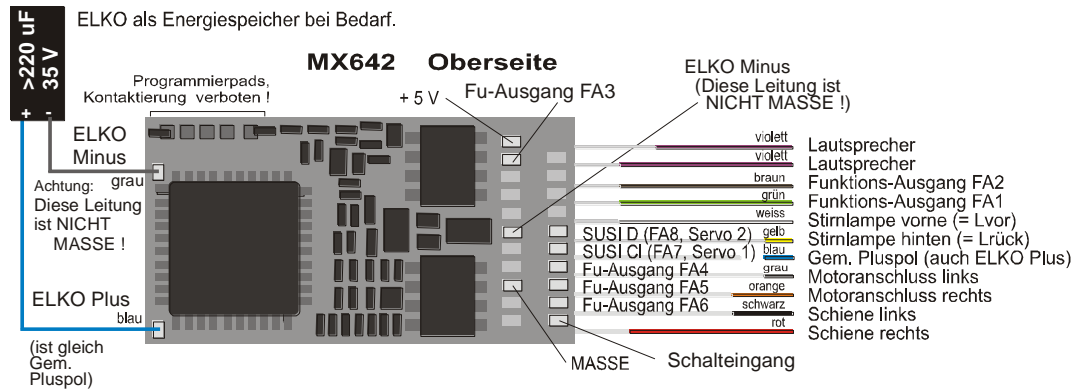 ELKO als Energiespeicher bei Bedarf.
>220 uF
35 V
+ -
MX642 Oberseite
Programmierpads,
Kontaktierung verboten !
ELKO
Minus
grau
Achtung:
Diese Leitung
ist NICHT
MASSE !
ELKO Plus
blau
(ist gleich
Gem.
Pluspol)
+ 5 V
Fu-Ausgang FA3
ELKO Minus
(Diese Leitung ist
NICHT MASSE !)
violett Lautsprecher
violett Lautsprecher
braun Funktions-Ausgang FA2
grün Funktions-Ausgang FA1
weiss Stirnlampe vorne (= Lvor)
SUSI D (FA8, Servo 2) gelb Stirnlampe hinten (= Lrück)
SUSI Cl (FA7, Servo 1) blau Gem. Pluspol (auch ELKO Plus)
Fu-Ausgang FA4 grau Motoranschluss links
Fu-Ausgang FA5 orange Motoranschluss rechts
Fu-Ausgang FA6 schwarz Schiene links
rot Schiene rechts
MASSE
Schalteingang